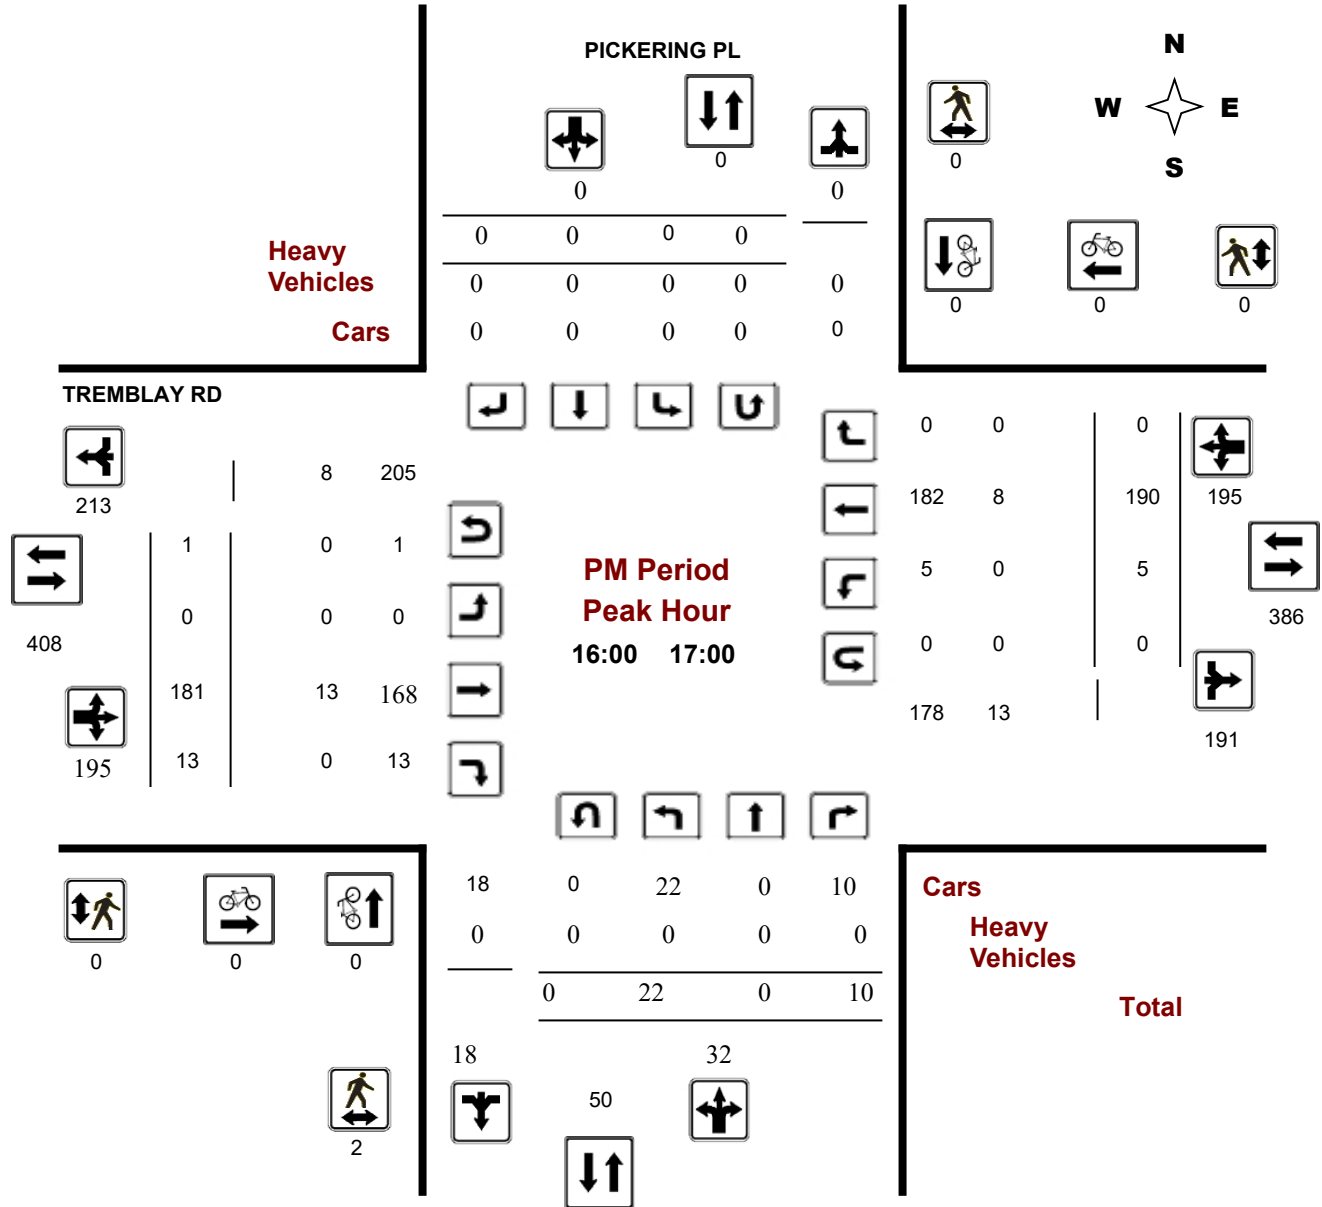 PICKERING PL
N
W E
S
0
0
0 0
0 0 0 0
Heavy
Vehicles
0 0 0 0 0
Cars
0 0 0 0 0
0 0 0
TREMBLAY RD
213
8 205
1 0 1
408
0 0 0
181 13 168
195
13 0 13
PM Period
Peak Hour
16:00 17:00
0 0 0
182 8 190 195
5 0 5
386
0 0 0
178 13
191
0 0 0
2
18 0 22 0 10
0 0 0 0 0
0 22 0 10
18 32
50
Cars
Heavy
Vehicles
Total